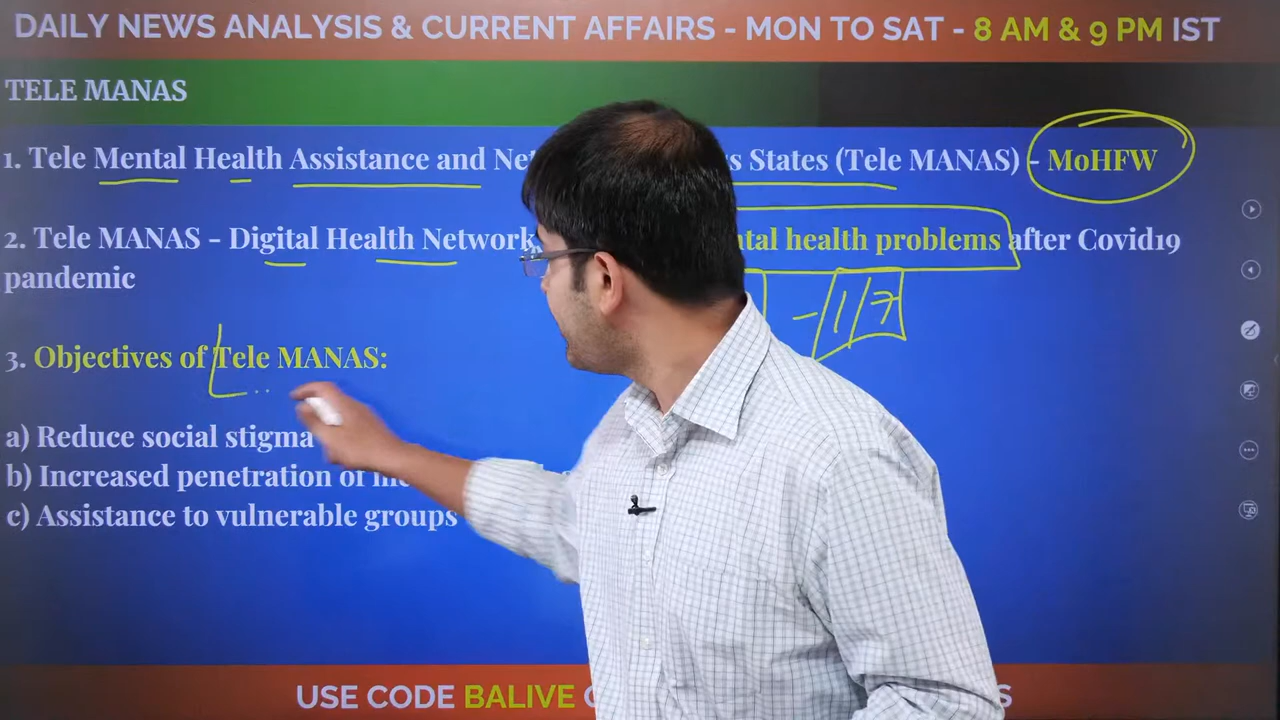 DAILY NEWS ANALYSIS & CURRENT AFFAIRS - MON TO SAT - 8 AM & 9 PM IST
TELE MANAS
1. Tele Mental Health Assistance and States (Tele MANAS) - MoHFW
2. Tele MANAS - Digital Health Network health problems after Covid19
pandemic
- 1/7
3. Objectives of Tele MANAS:
a) Reduce social stigma
b) Increased penetration of
c) Assistance to vulnerable groups
USE CODE BALIVE